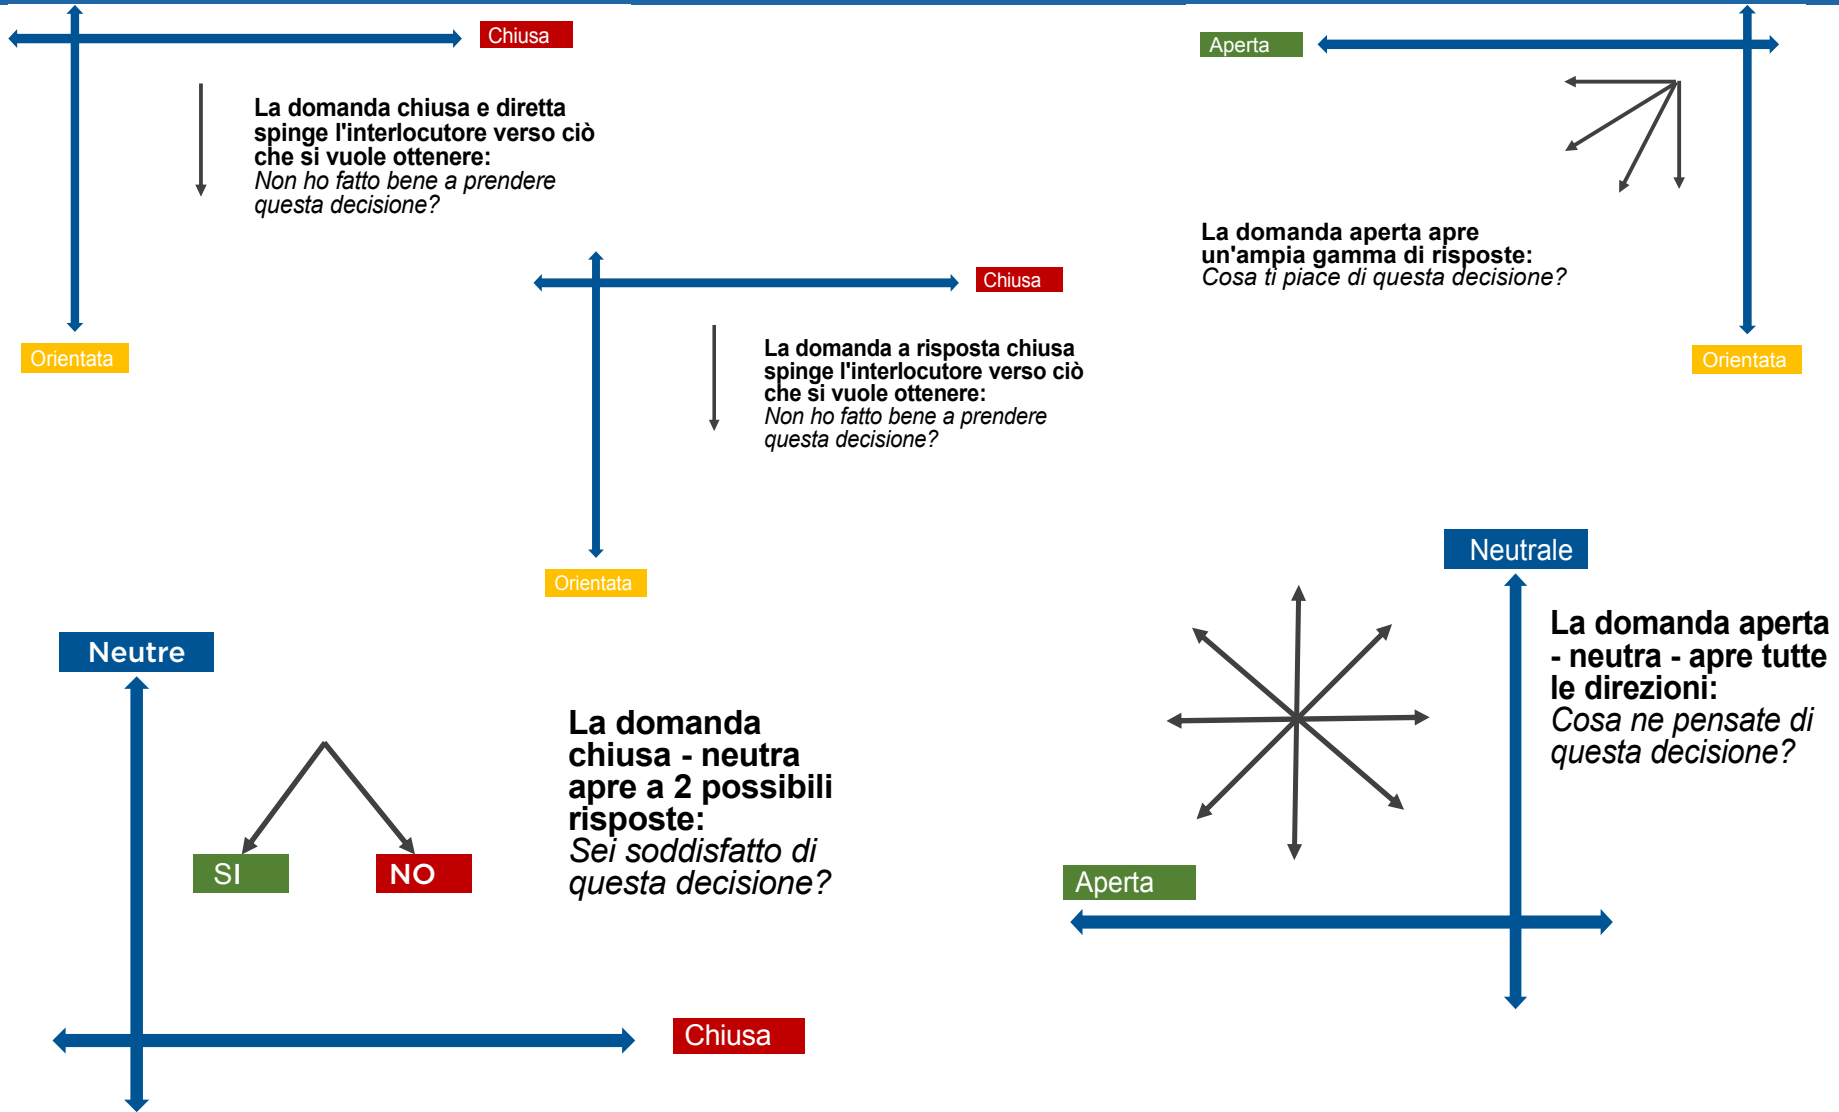 Chiusa
La domanda chiusa e diretta
spinge l'interlocutore verso ciò
che si vuole ottenere:
Non ho fatto bene a prendere
questa decisione?
Orientata
Aperta
La domanda aperta apre
un'ampia gamma di risposte:
Cosa ti piace di questa decisione?
Orientata
Chiusa
La domanda a risposta chiusa
spinge l'interlocutore verso ciò
che si vuole ottenere:
Non ho fatto bene a prendere
questa decisione?
Orientata
Neutre
La domanda
chiusa - neutra
apre a 2 possibili
risposte:
Sei soddisfatto di
questa decisione?
SI
NO
Chiusa
Neutrale
La domanda aperta
- neutra - apre tutte
le direzioni:
Cosa ne pensate di
questa decisione?
Aperta